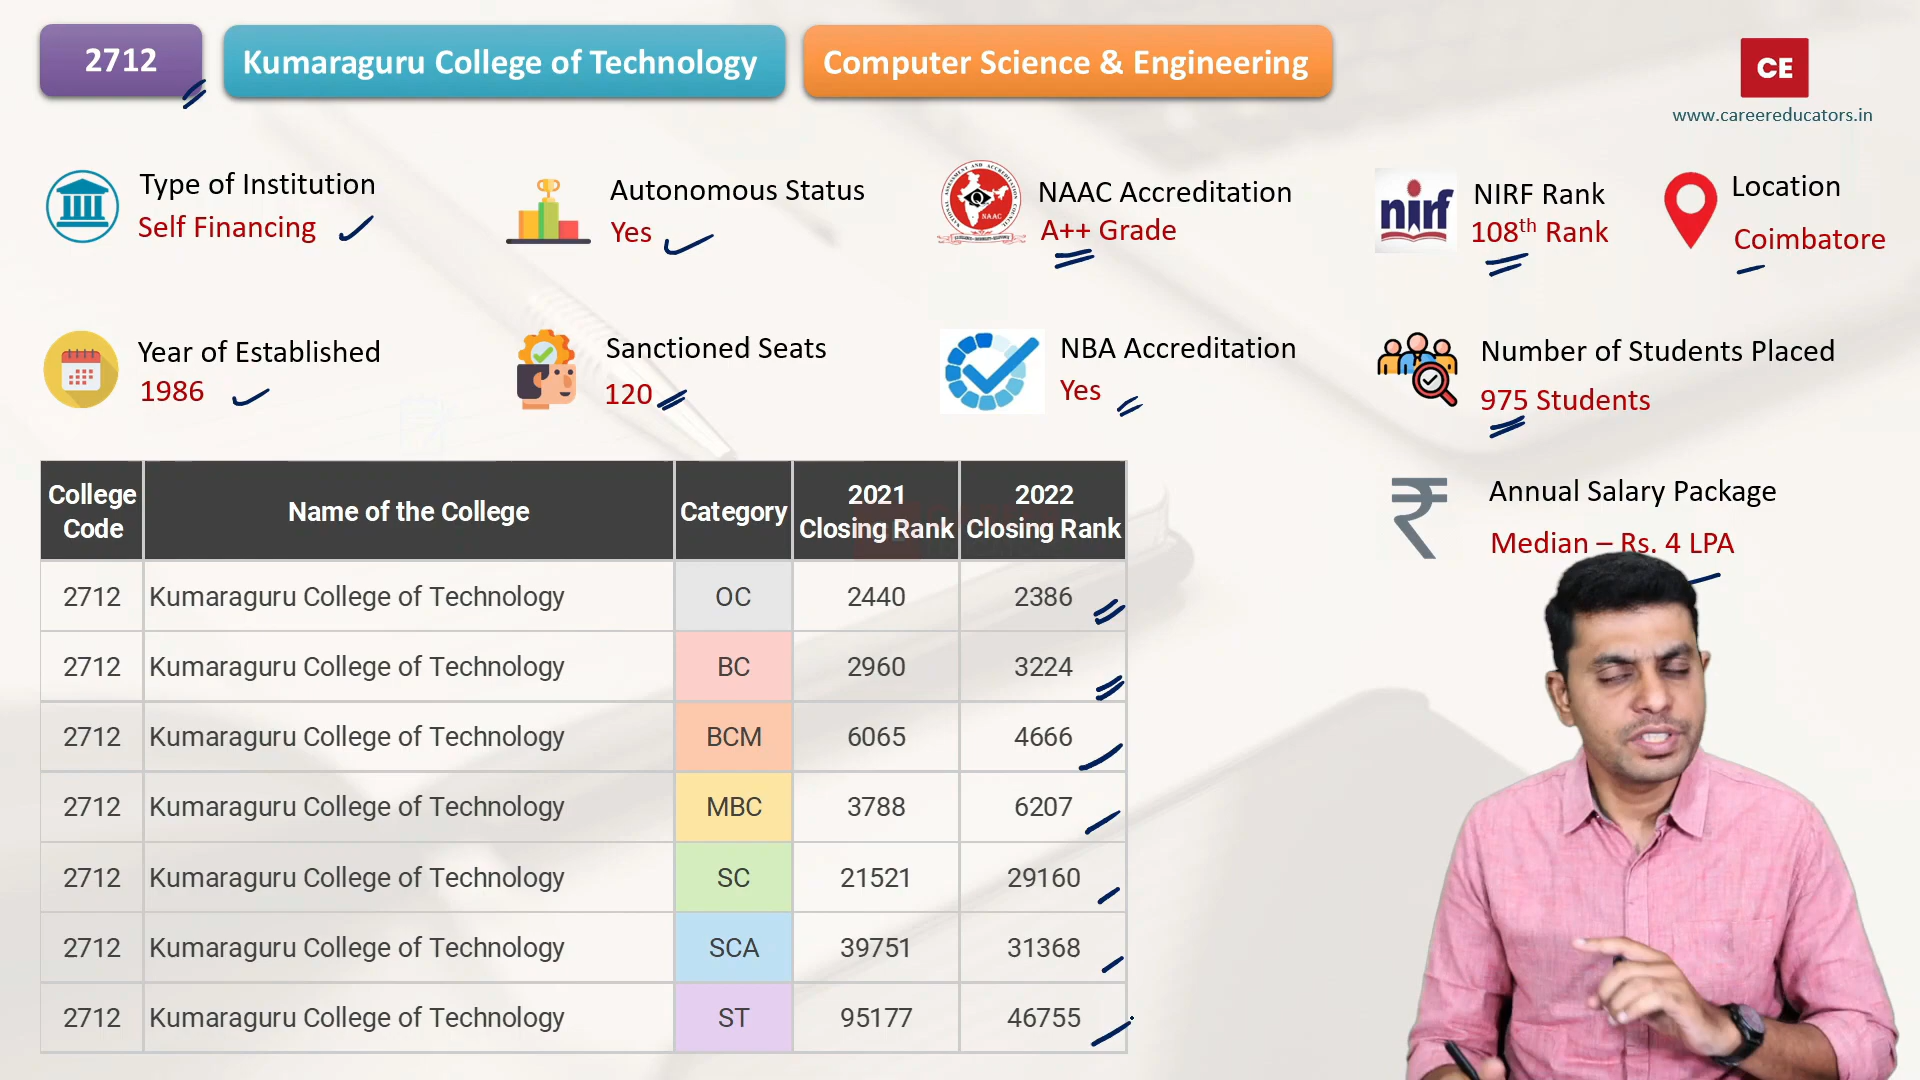 2712
Kumaraguru College of Technology
Computer Science & Engineering
CE
www.careereducators.in
Type of Institution
Self Financing
Autonomous Status
Yes
NAAC
NAAC Accreditation
A++ Grade
nirf
NIRF Rank
108th Rank
Location
Coimbatore
Year of Established
1986
Sanctioned Seats
120
NBA Accreditation
Yes
Number of Students Placed
975 Students
₹
Annual Salary Package
Median – Rs. 4 LPA
College Code Name of the College Category 2021 Closing Rank 2022 Closing Rank
2712 Kumaraguru College of Technology OC 2440 2386
2712 Kumaraguru College of Technology BC 2960 3224
2712 Kumaraguru College of Technology BCM 6065 4666
2712 Kumaraguru College of Technology MBC 3788 6207
2712 Kumaraguru College of Technology SC 21521 29160
2712 Kumaraguru College of Technology SCA 39751 31368
2712 Kumaraguru College of Technology ST 95177 46755